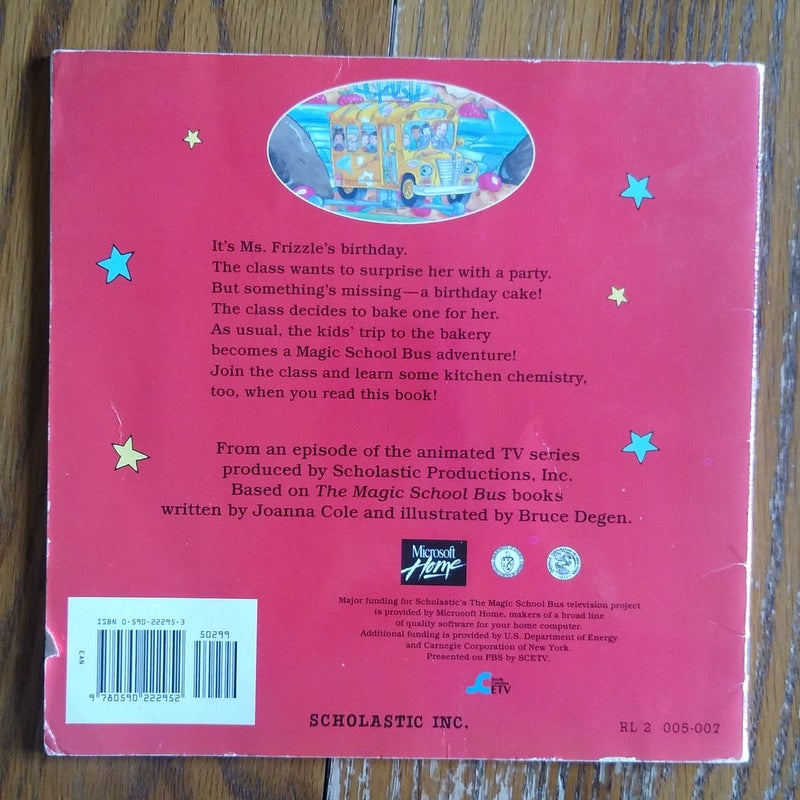 It's Ms. Frizzle's birthday.
The class wants to surprise her with a party.
But something's missing—a birthday cake!
The class decides to bake one for her.
As usual, the kids' trip to the bakery
becomes a Magic School Bus adventure!
Join the class and learn some kitchen chemistry,
too, when you read this book!
From an episode of the animated TV series
produced by Scholastic Productions, Inc.
Based on The Magic School Bus books
written by Joanna Cole and illustrated by Bruce Degen.
Microsoft
Home
Major funding for Scholastic's The Magic School Bus television project
is provided by Microsoft Home, makers of a broad line
of quality software for your home computer.
Additional funding is provided by U.S. Department of Energy
and Carnegie Corporation of New York.
Presented on PBS by SCETV.
South
Carolina
ETV
ISBN 0-590-22295-3
50299
EAN
9 780590 222952
SCHOLASTIC INC.
RL 2 005-007